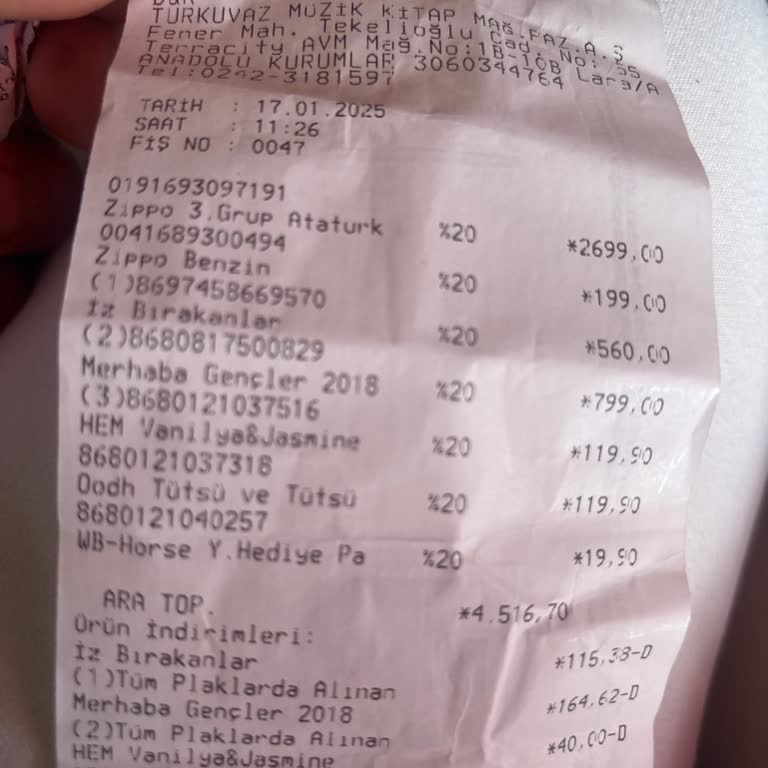 TURKUVAZ MÜZİK KİTAP MAĞ.PAZ.A.Ş
Fener Mah. Tekelioğlu Cad. No: 55
Terracity AVM Mağ.No:1B-10B Lara/A
ANADOLU KURUMLAR 3060344764
Tel:0242-3181597
TARİH : 17.01.2025
SAAT : 11:26
FİŞ NO : 0047
0191693097191
Zippo 3.Grup Ataturk %20 *2699,00
0041689300494
Zippo Benzin %20 *199,00
(1)8697458669570
İz Bırakanlar %20 *560,00
(2)8680817500829
Merhaba Gençler 2018 %20 *799,00
(3)8680121037516
HEM Vanilya&Jasmine %20 *119,90
8680121037318
Oodh Tütsü ve Tütsü %20 *119,90
8680121040257
WB-Horse Y.Hediye Pa %20 *19,90
ARA TOP. *4.516,70
Ürün İndirimleri:
İz Bırakanlar *115,38-D
(1)Tüm Plaklarda Alınan
Merhaba Gençler 2018 *164,62-D
(2)Tüm Plaklarda Alınan
HEM Vanilya&Jasmine *40,00-D